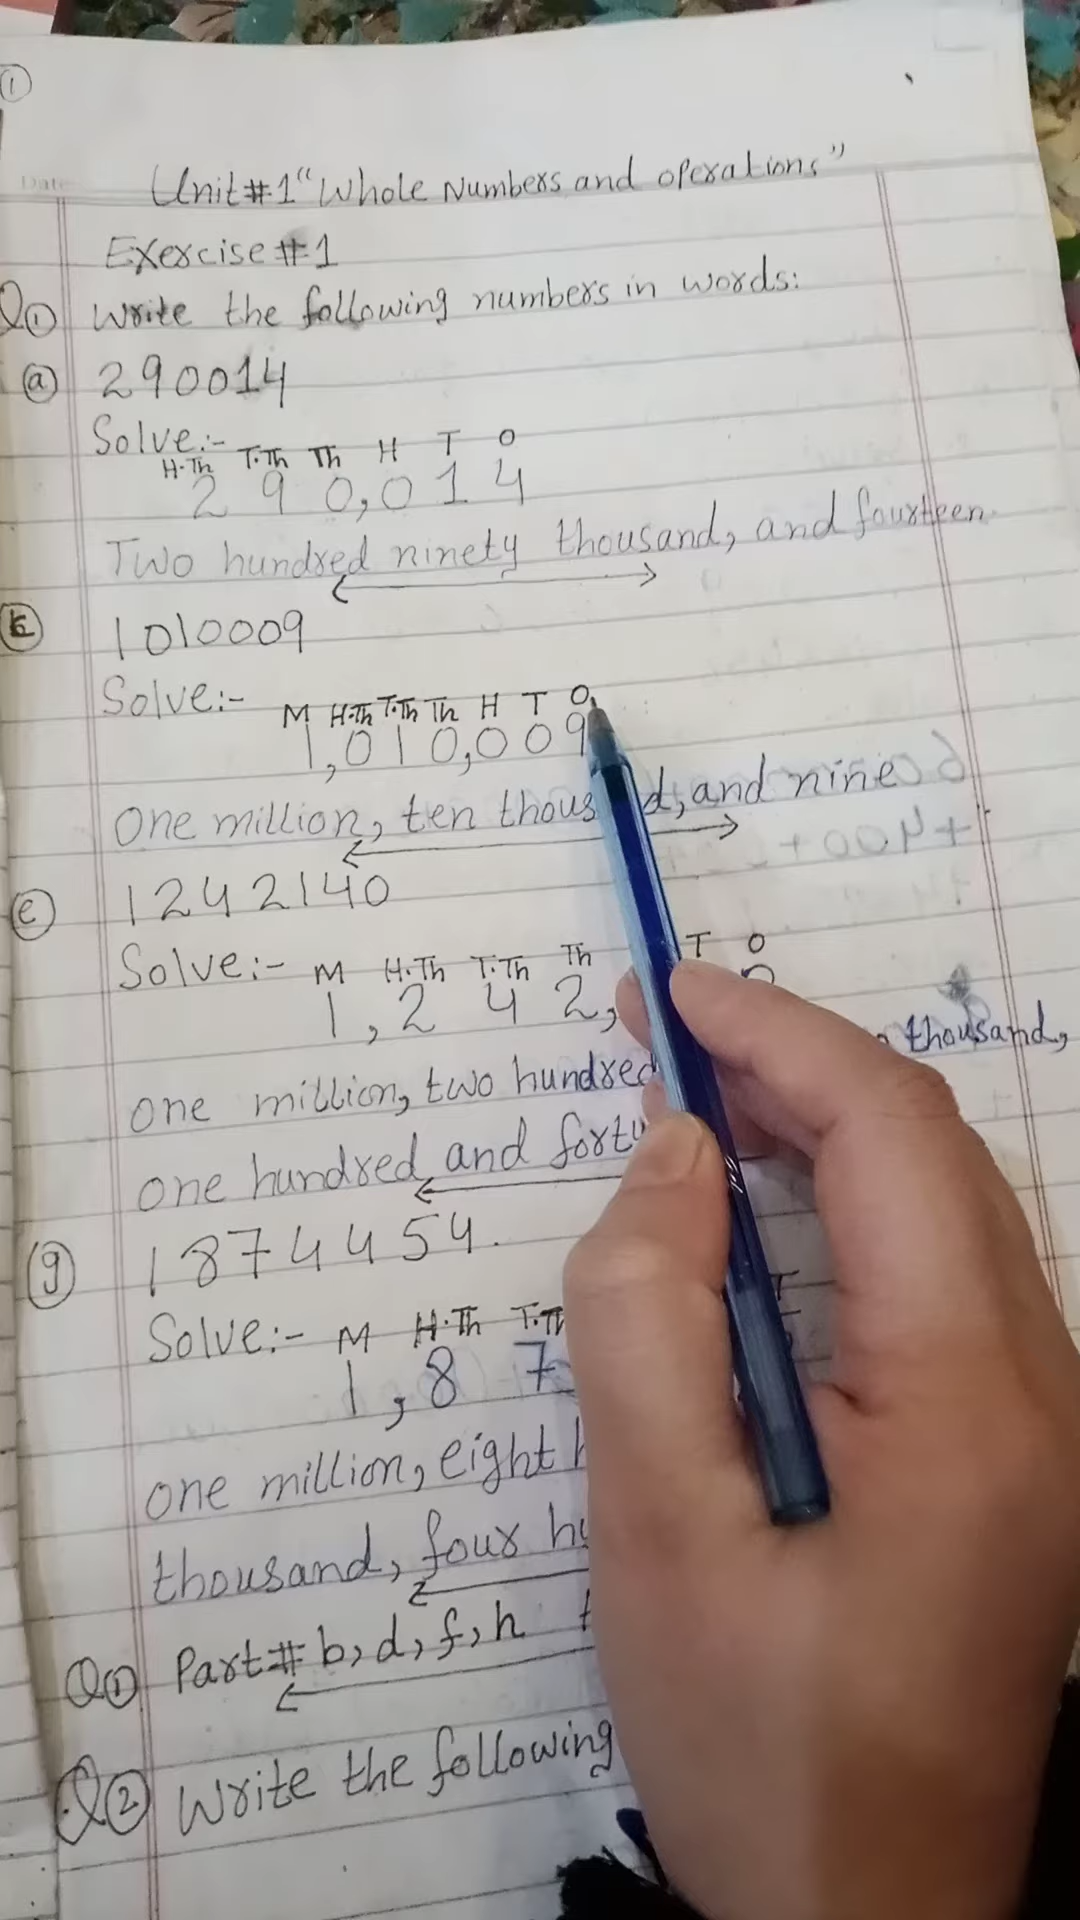 ①
Date
Unit#1 "Whole Numbers and operations"
Exercise #1
Q① Write the following numbers in words:
ⓐ 290014
Solve:-
H·Th T·Th Th H T O
2 9 0,0 1 4
Two hundred ninety thousand, and fourteen.
1010009
Solve:-
M H·Th T·Th Th H T O
1,0 1 0,0 0 9
One million, ten thous d, and nine
ⓔ 1242140
Solve:- M H·Th T·Th Th T O
1,2 4 2,
one million, two hundred thousand,
one hundred and forty
ⓖ 1874454.
Solve:- M H·Th T·Th T
1,8 7
one million, eight
thousand, four
Q① Part# b, d, f, h
Q② Write the following